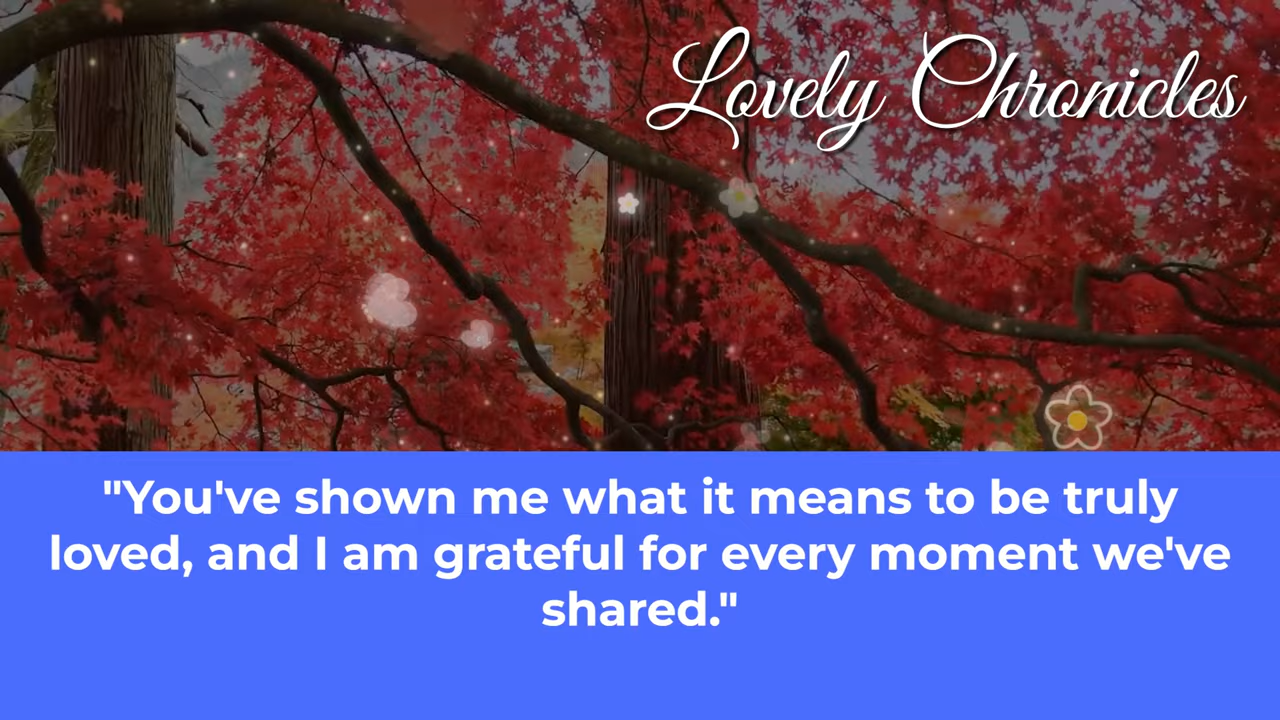 Lovely Chronicles
"You've shown me what it means to be truly
loved, and I am grateful for every moment we've
shared."